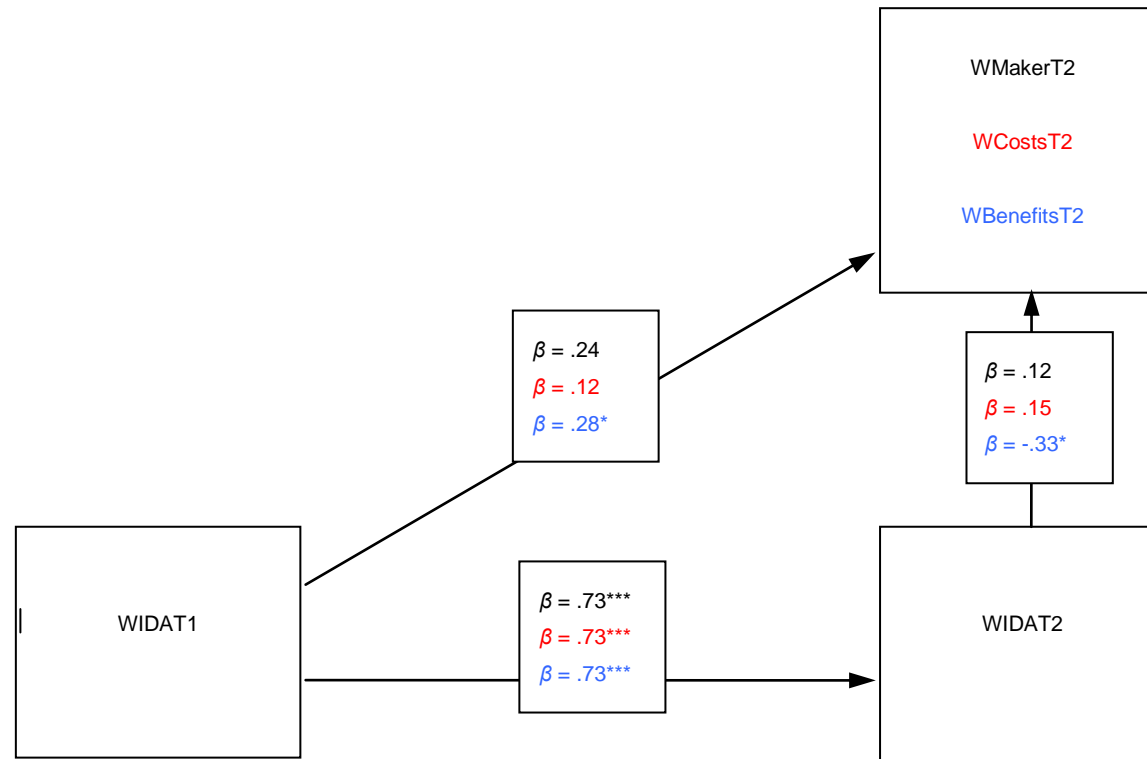 WMakerT2
WCostsT2
WBenefitsT2
β = .24
β = .12
β = .28*
β = .12
β = .15
β = -.33*
WIDAT1
β = .73***
β = .73***
β = .73***
WIDAT2